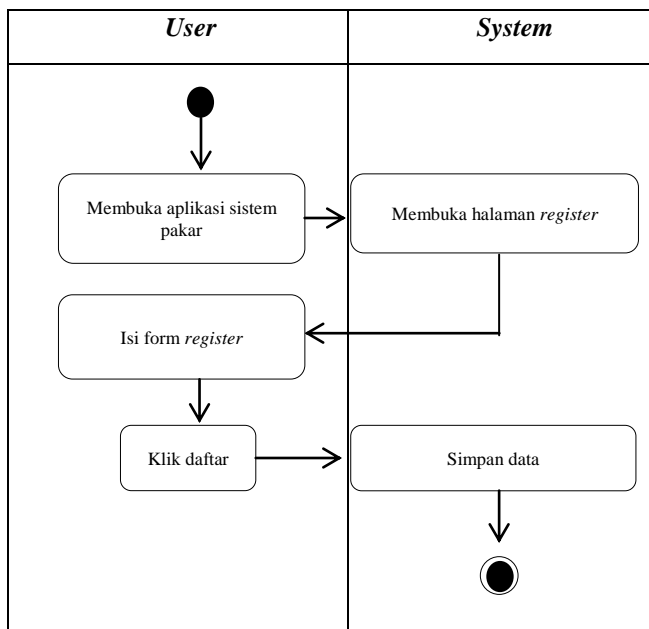 User
System
Membuka aplikasi sistem
pakar
Membuka halaman register
Isi form register
Klik daftar
Simpan data